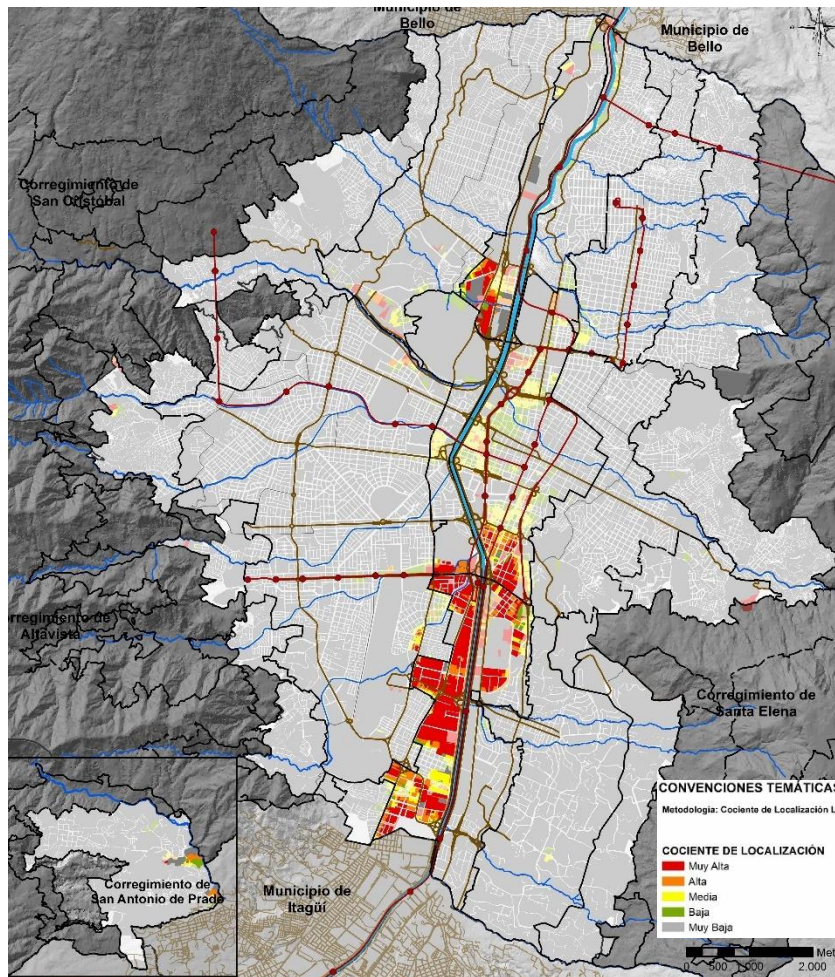 Municipio de
Bello
Municipio de
Bello
Corregimiento de
San Cristóbal
Corregimiento de
Altavista
Corregimiento de
Santa Elena
Corregimiento de
San Antonio de Prado
Municipio de
Itagüí
CONVENCIONES TEMÁTICAS
Metodología: Cociente de Localización L
COCIENTE DE LOCALIZACIÓN
Muy Alta
Alta
Media
Baja
Muy Baja
0 500 1.000 2.000
Met